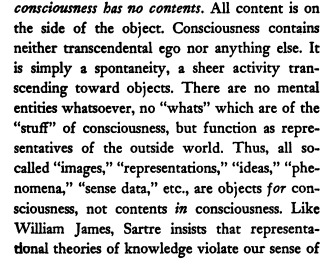 consciousness has no contents. All content is on
the side of the object. Consciousness contains
neither transcendental ego nor anything else. It
is simply a spontaneity, a sheer activity tran-
scending toward objects. There are no mental
entities whatsoever, no “whats” which are of the
“stuff” of consciousness, but function as repre-
sentatives of the outside world. Thus, all so-
called “images,” “representations,” “ideas,” “phe-
nomena,” “sense data,” etc., are objects for con-
sciousness, not contents in consciousness. Like
William James, Sartre insists that representa-
tional theories of knowledge violate our sense of